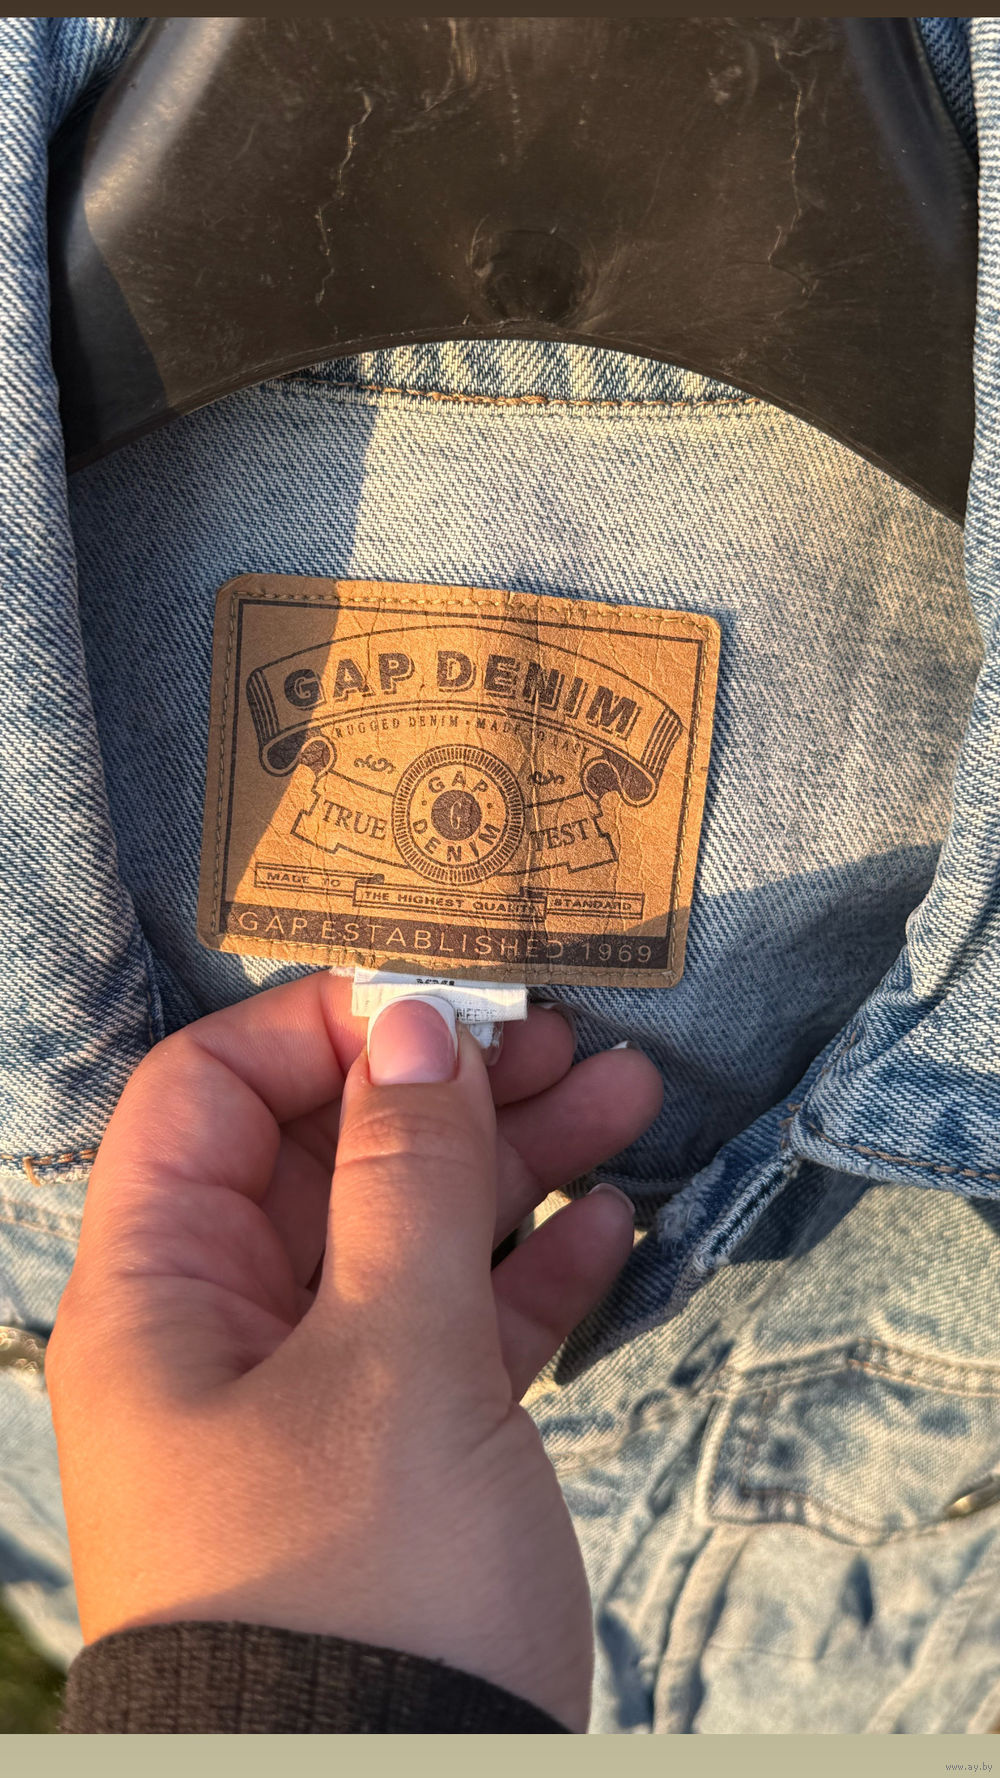 GAP DENIM
RUGGED DENIM • MADE TO LAST
GAP
G
DENIM
TRUE
TEST
MADE TO
THE HIGHEST QUALITY
STANDARD
GAP ESTABLISHED 1969
www.ay.by